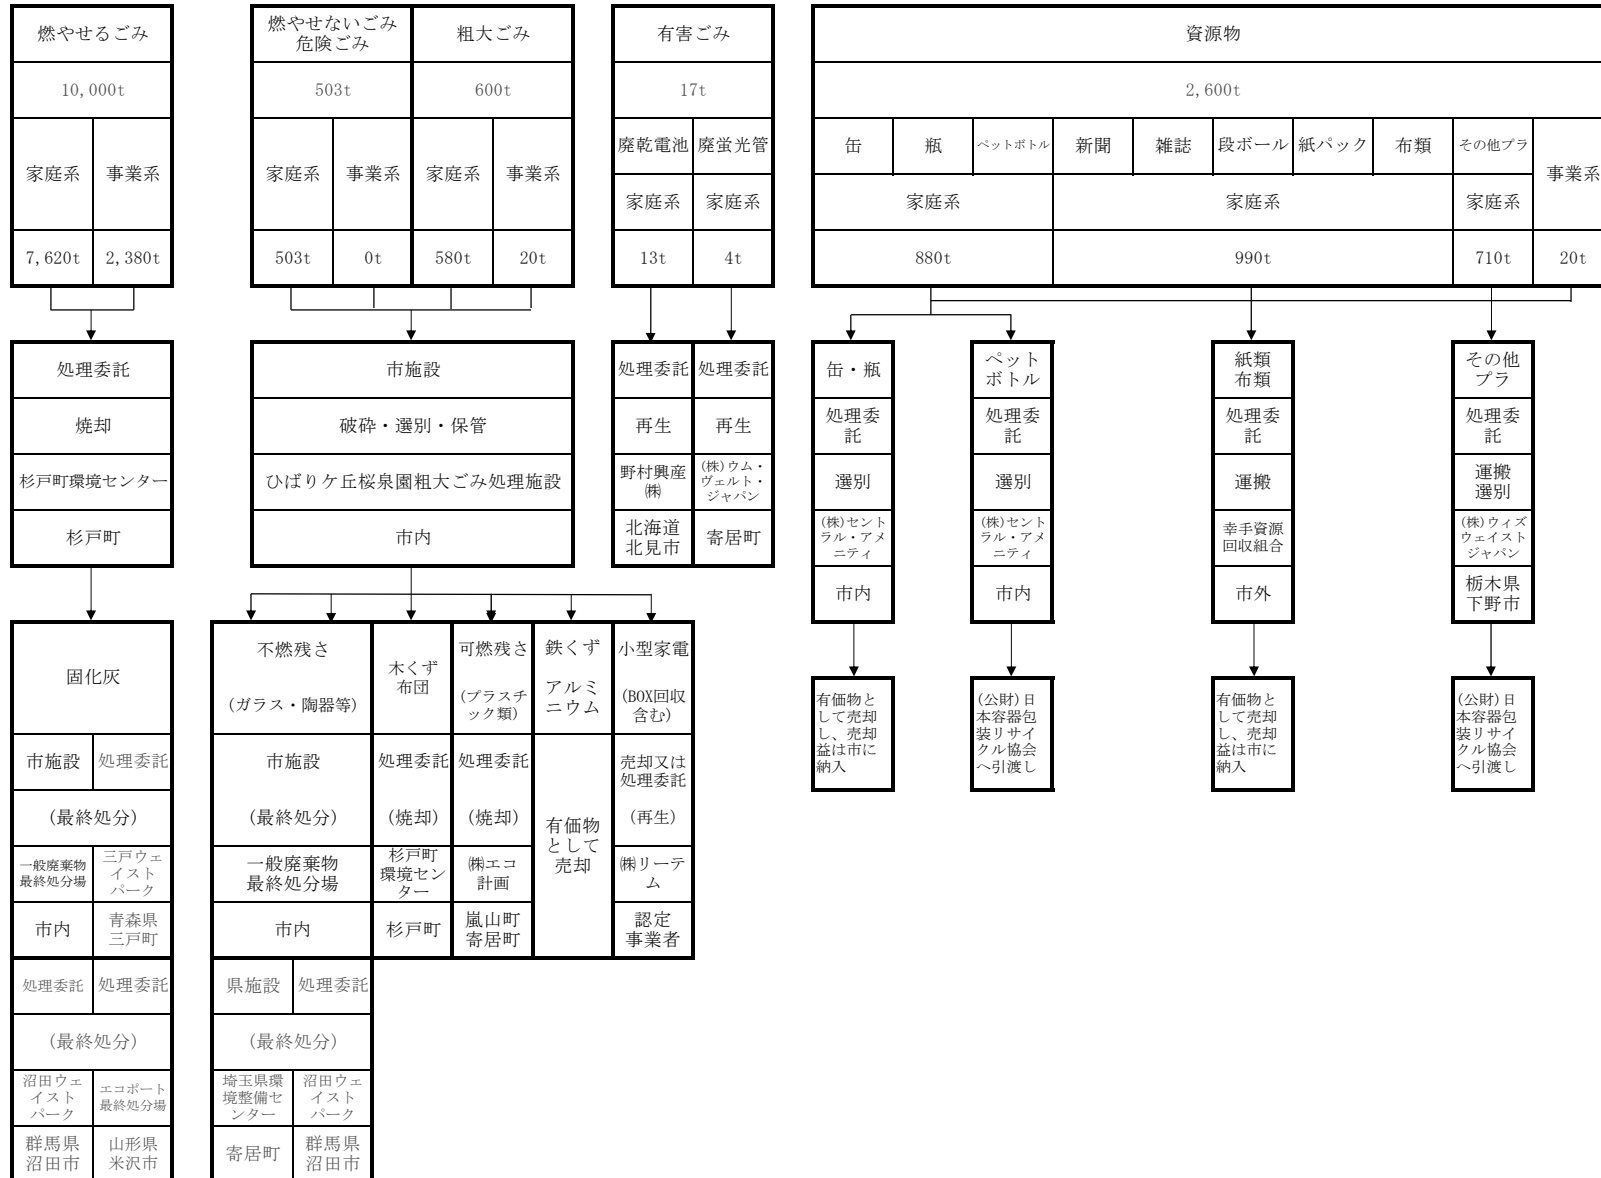 燃やせるごみ
10,000t
家庭系
事業系
7,620t
2,380t
処理委託
焼却
杉戸町環境センター
杉戸町
固化灰
市施設
処理委託
(最終処分)
一般廃棄物
最終処分場
三戸ウェ
イスト
パーク
市内
青森県
三戸町
処理委託
処理委託
(最終処分)
沼田ウェ
イスト
パーク
エコポート
最終処分場
群馬県
沼田市
山形県
米沢市
燃やせないごみ
危険ごみ
粗大ごみ
503t
600t
家庭系
事業系
家庭系
事業系
503t
0t
580t
20t
市施設
破砕・選別・保管
ひばりケ丘桜泉園粗大ごみ処理施設
市内
不燃残さ
(ガラス・陶器等)
市施設
(最終処分)
一般廃棄物
最終処分場
市内
県施設
処理委託
(最終処分)
埼玉県環
境整備セ
ンター
沼田ウェ
イスト
パーク
寄居町
群馬県
沼田市
木くず
布団
処理委託
(焼却)
杉戸町
環境セン
ター
杉戸町
可燃残さ
(プラスチ
ック類)
処理委託
(焼却)
㈱エコ
計画
嵐山町
寄居町
鉄くず
アルミ
ニウム
有価物
として
売却
小型家電
(BOX回収
含む)
売却又は
処理委託
(再生)
㈱リーテ
ム
認定
事業者
有害ごみ
17t
廃乾電池
廃蛍光管
家庭系
家庭系
13t
4t
処理委託
処理委託
再生
再生
野村興産
㈱
(株)ウム・
ヴェルト・
ジャパン
北海道
北見市
寄居町
資源物
2,600t
缶
瓶
ペットボトル
新聞
雑誌
段ボール
紙パック
布類
その他プラ
事業系
家庭系
家庭系
家庭系
880t
990t
710t
20t
缶・瓶
処理委
託
選別
(株)セント
ラル・アメ
ニティ
市内
有価物と
して売却
し、売却
益は市に
納入
ペット
ボトル
処理委
託
選別
(株)セント
ラル・アメ
ニティ
市内
(公財)日
本容器包
装リサイ
クル協会
へ引渡し
紙類
布類
処理委
託
運搬
幸手資源
回収組合
市外
有価物と
して売却
し、売却
益は市に
納入
その他
プラ
処理委
託
運搬
選別
(株)ウィズ
ウェイスト
ジャパン
栃木県
下野市
(公財)日
本容器包
装リサイ
クル協会
へ引渡し